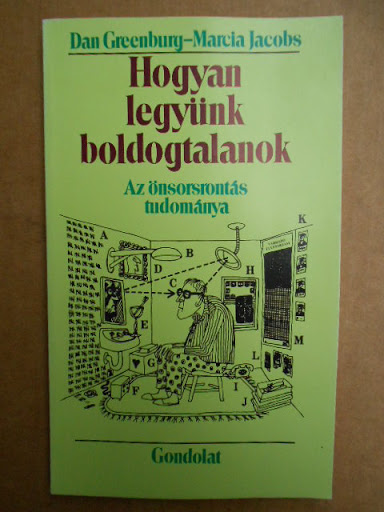 Dan Greenburg–Marcia Jacobs
Hogyan
legyünk
boldogtalanok
Az önsorsrontás
tudománya
A
B
K
D
C
H
E
M
G
L
F
I
J
Gondolat